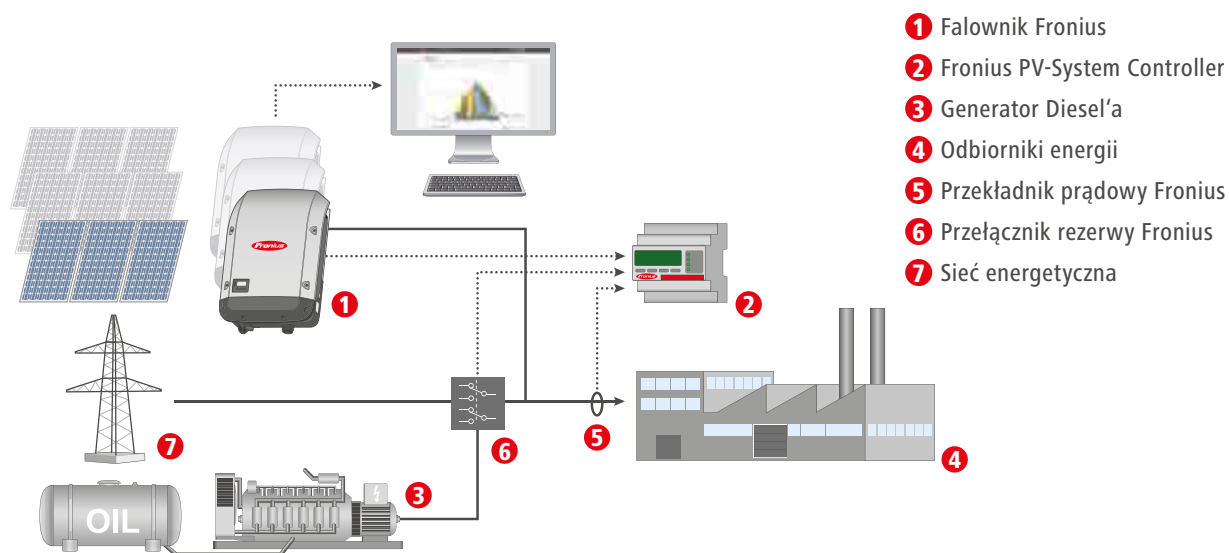 1 Falownik Fronius
2 Fronius PV-System Controller
3 Generator Diesel‘a
4 Odbiorniki energii
5 Przekładnik prądowy Fronius
6 Przełącznik rezerwy Fronius
7 Sieć energetyczna
Fronius
1
Fronius
2
7
6
5
4
3
OIL